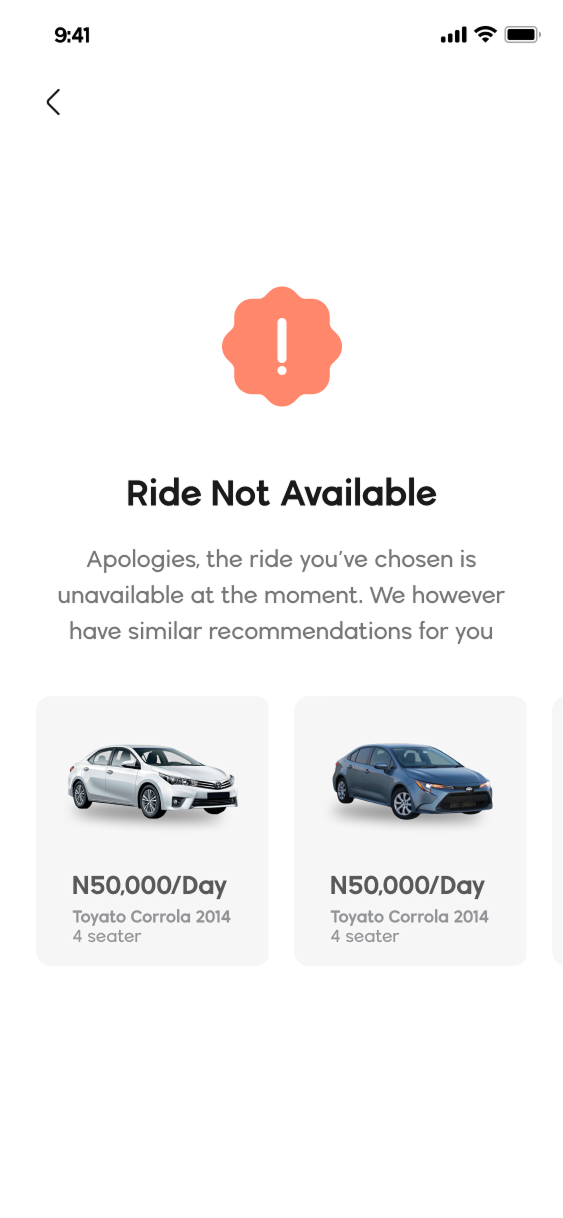 9:41
Ride Not Available
Apologies, the ride you've chosen is
unavailable at the moment. We however
have similar recommendations for you
N50,000/Day
Toyato Corrola 2014
4 seater
N50,000/Day
Toyato Corrola 2014
4 seater